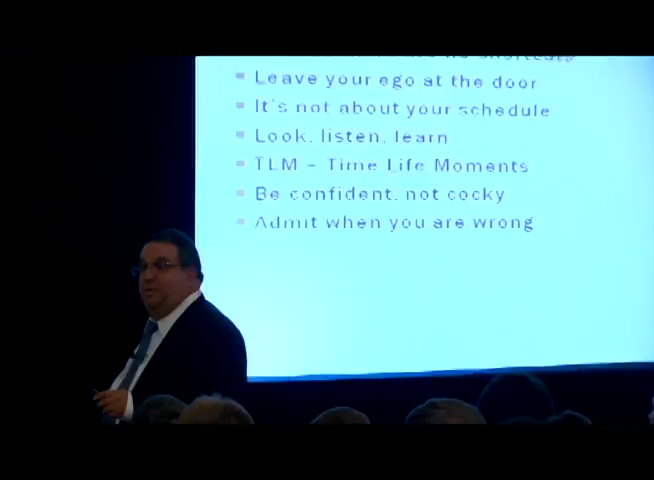 shortcuts
Leave your ego at the door
It's not about your schedule
Look, listen, learn
TLM – Time Life Moments
Be confident, not cocky
Admit when you are wrong